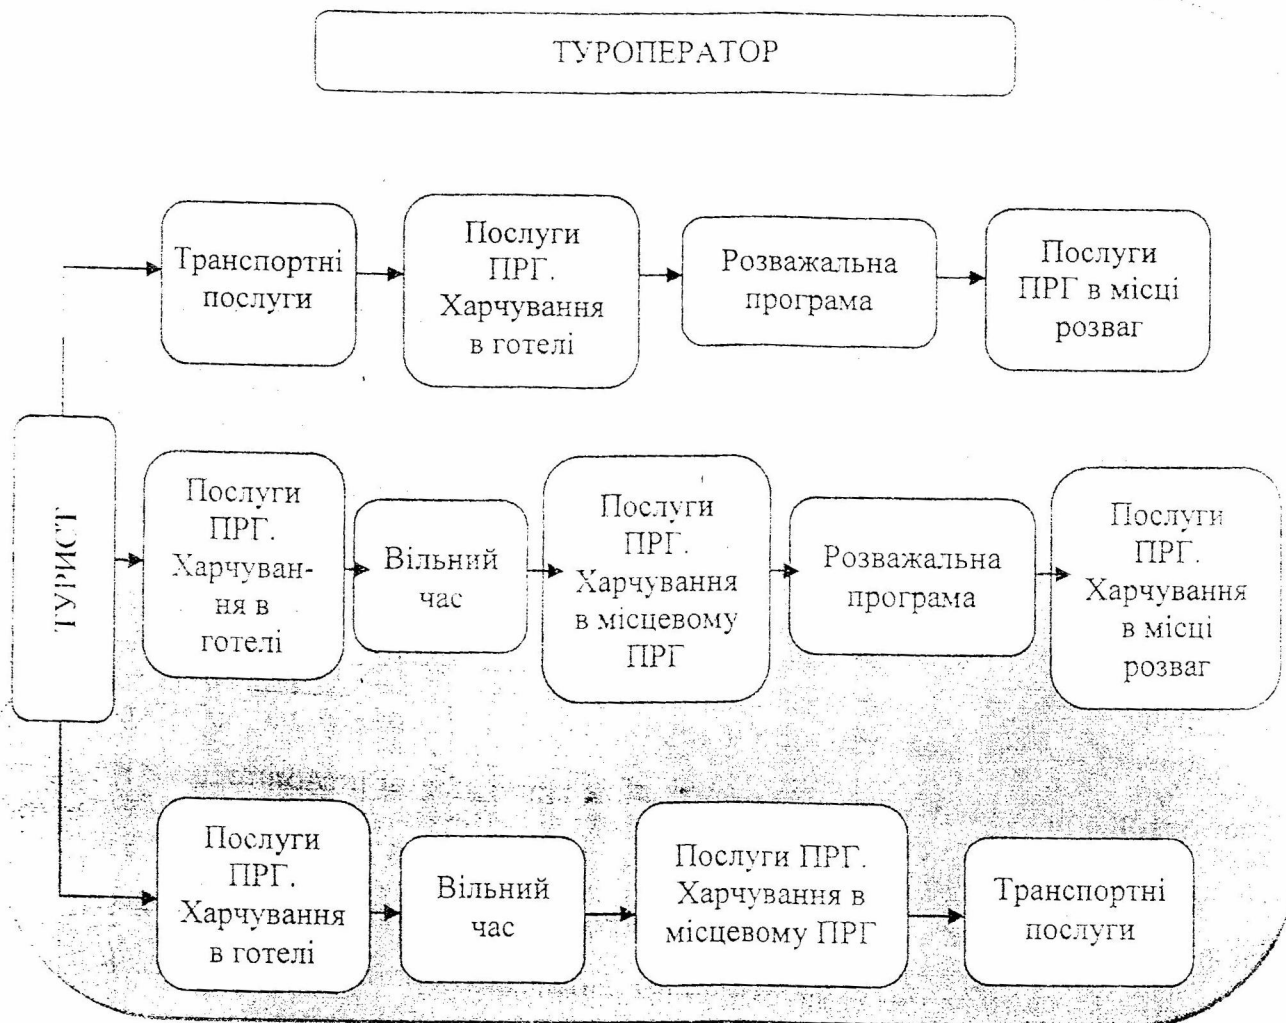 ТУРОПЕРАТОР
Транспортні
послуги
Послуги
ПРГ.
Харчування
в готелі
Розважальна
програма
Послуги
ПРГ в місці
розваг
ТУРИСТ
Послуги
ПРГ.
Харчуван-
ня в
готелі
Вільний
час
Послуги
ПРГ.
Харчування
в місцевому
ПРГ
Розважальна
програма
Послуги
ПРГ.
Харчування
в місці
розваг
Послуги
ПРГ.
Харчування
в готелі
Вільний
час
Послуги ПРГ.
Харчування в
місцевому ПРГ
Транспортні
послуги